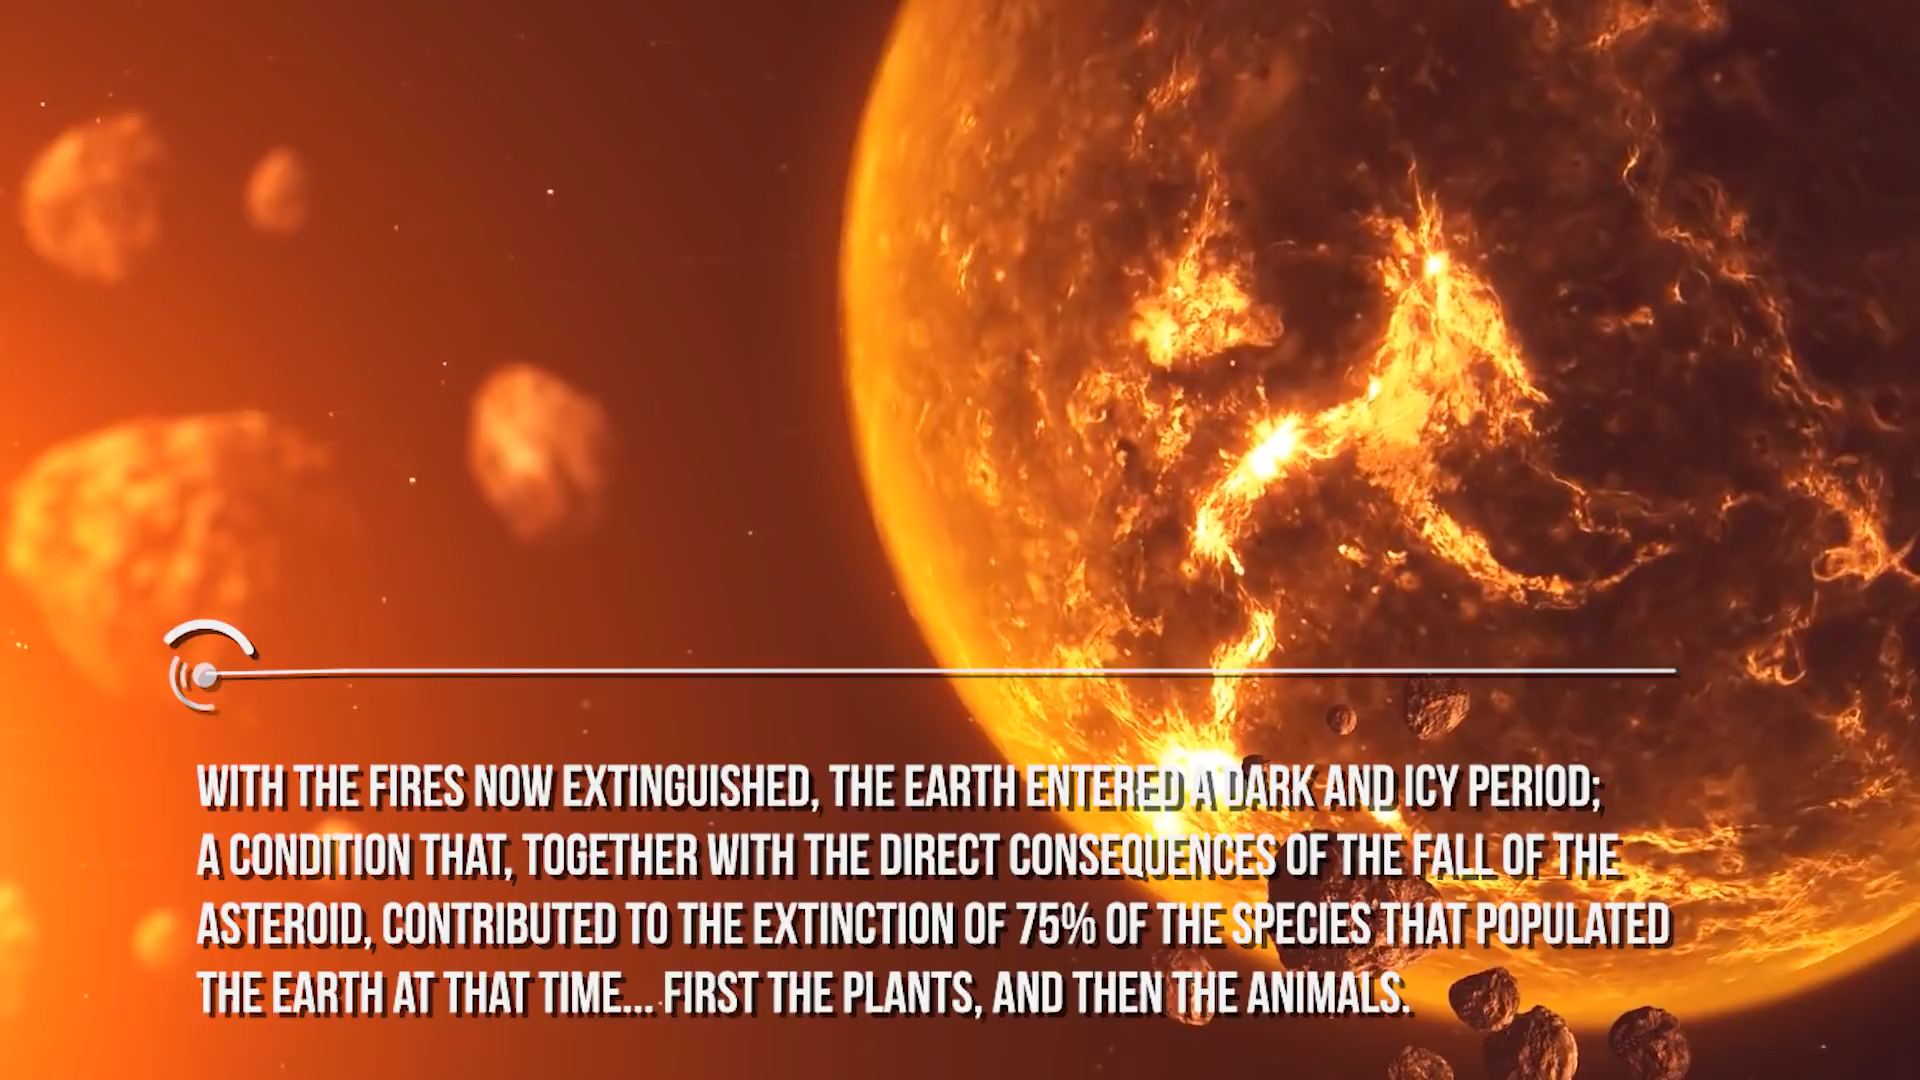 WITH THE FIRES NOW EXTINGUISHED, THE EARTH ENTERED A DARK AND ICY PERIOD;
A CONDITION THAT, TOGETHER WITH THE DIRECT CONSEQUENCES OF THE FALL OF THE
ASTEROID, CONTRIBUTED TO THE EXTINCTION OF 75% OF THE SPECIES THAT POPULATED
THE EARTH AT THAT TIME... FIRST THE PLANTS, AND THEN THE ANIMALS.